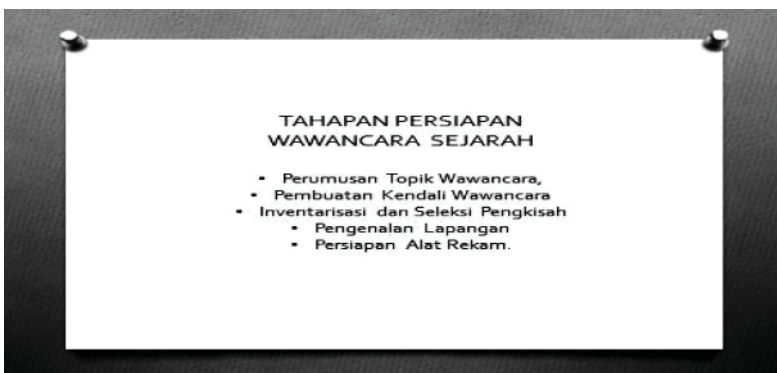 TAHAPAN PERSIAPAN
WAWANCARA SEJARAH
▪ Perumusan Topik Wawancara,
▪ Pembuatan Kendali Wawancara
▪ Inventarisasi dan Seleksi Pengkisah
▪ Pengenalan Lapangan
▪ Persiapan Alat Rekam.